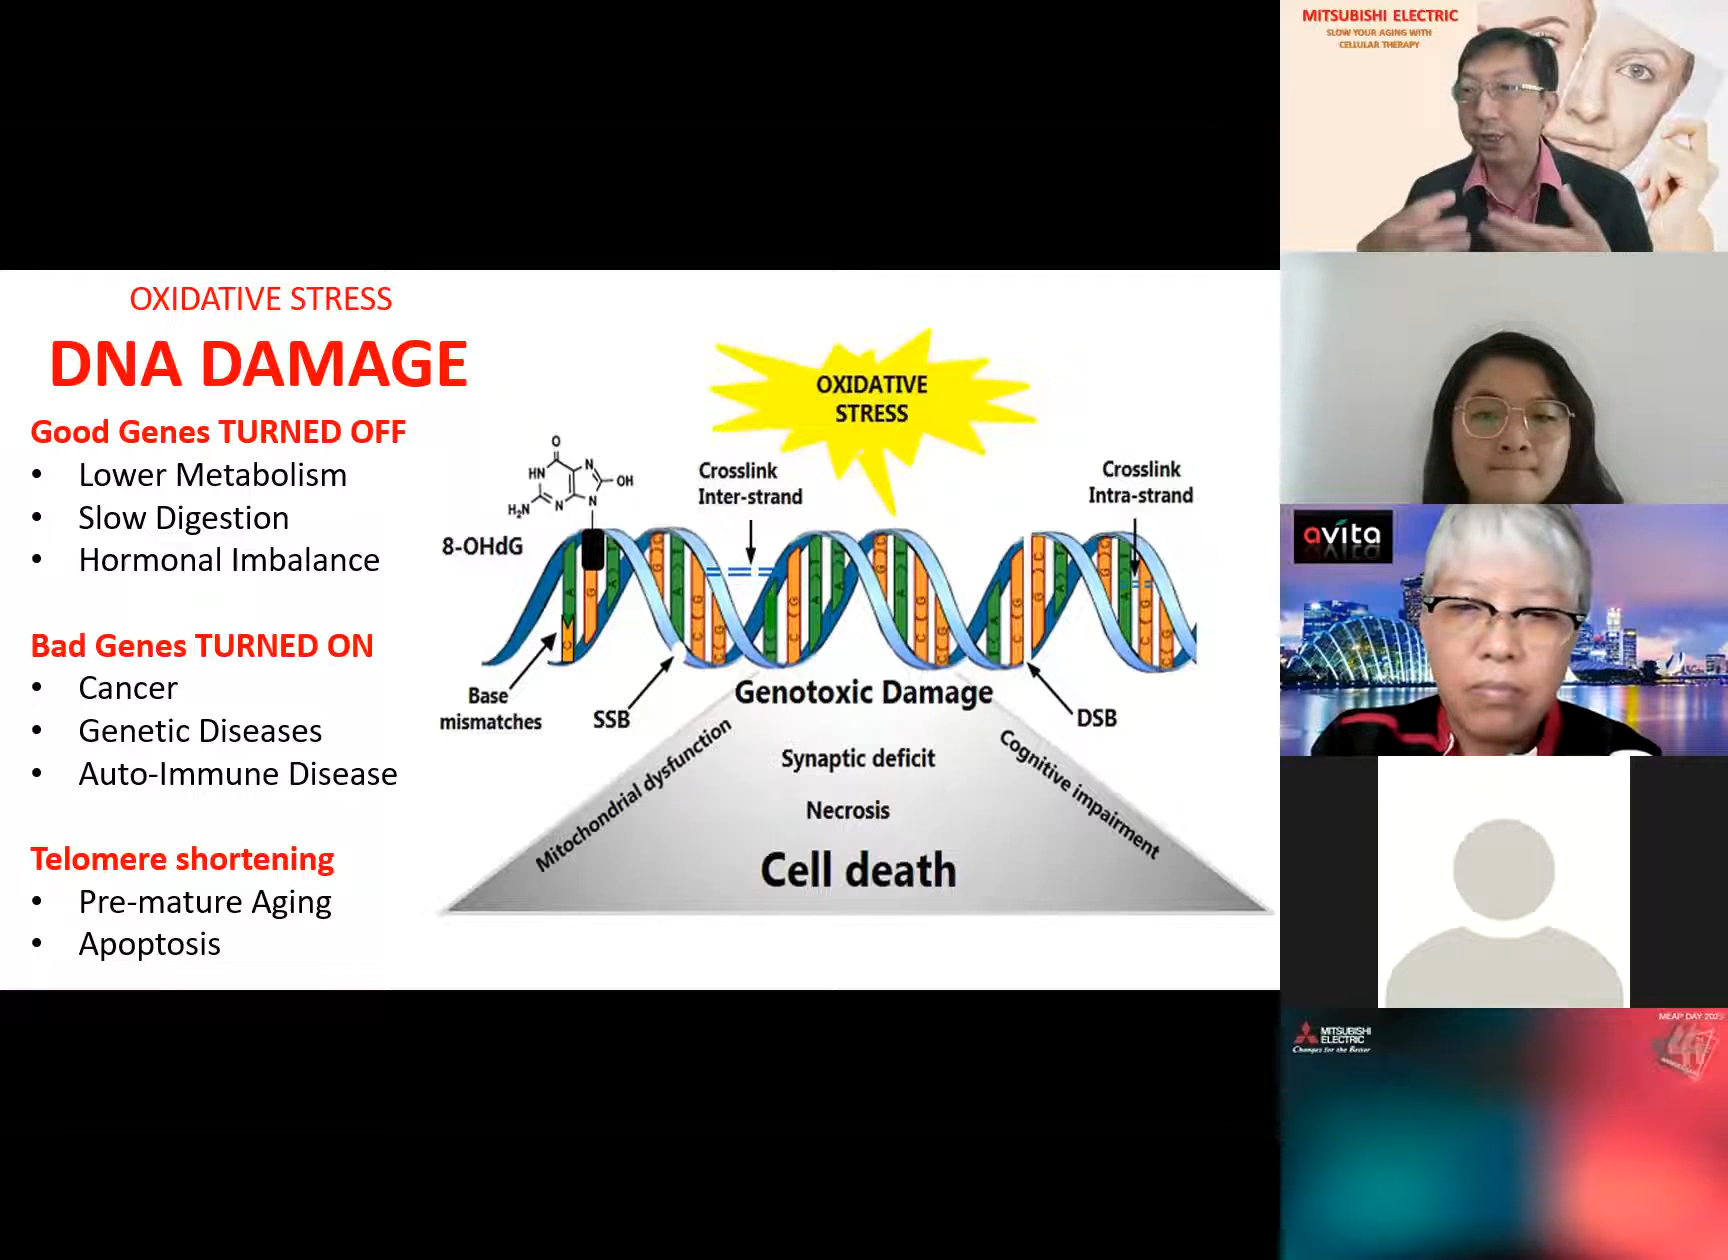 OXIDATIVE STRESS
DNA DAMAGE
Good Genes TURNED OFF
• Lower Metabolism
• Slow Digestion
• Hormonal Imbalance
Bad Genes TURNED ON
• Cancer
• Genetic Diseases
• Auto-Immune Disease
Telomere shortening
• Pre-mature Aging
• Apoptosis
OXIDATIVE
STRESS
O
HN
N
OH
H₂N
N
N
8-OHdG
Crosslink
Inter-strand
Crosslink
Intra-strand
Base
mismatches
SSB
DSB
Genotoxic Damage
Mitochondrial dysfunction
Synaptic deficit
Cognitive impairment
Necrosis
Cell death
MITSUBISHI ELECTRIC
SLOW YOUR AGING WITH
CELLULAR THERAPY
avita
MITSUBISHI
ELECTRIC
Changes for the Better
MEAP DAY